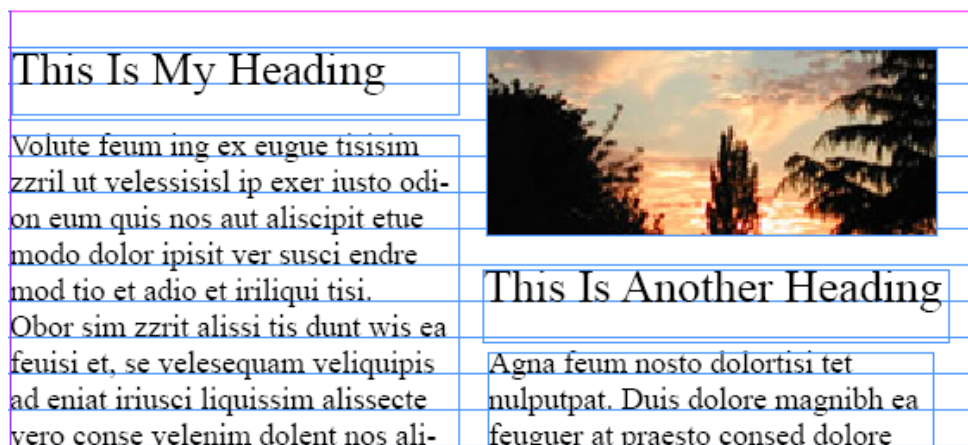 This Is My Heading
Volute feum ing ex eugue tisisim
zzril ut velessisisl ip exer iusto odi-
on eum quis nos aut aliscipit etue
modo dolor ipisit ver susci endre
mod tio et adio et iriliqui tisi.
Obor sim zzrit alissi tis dunt wis ea
feuisi et, se velesequam veliquipis
ad eniat iriusci liquissim alissecte
vero conse velenim dolent nos ali-
This Is Another Heading
Agna feum nosto dolortisi tet
nulputpat. Duis dolore magnibh ea
feuguer at praesto consed dolore